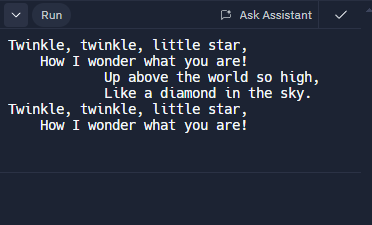 Run
Ask Assistant
Twinkle, twinkle, little star,
    How I wonder what you are!
            Up above the world so high,
            Like a diamond in the sky.
Twinkle, twinkle, little star,
    How I wonder what you are!